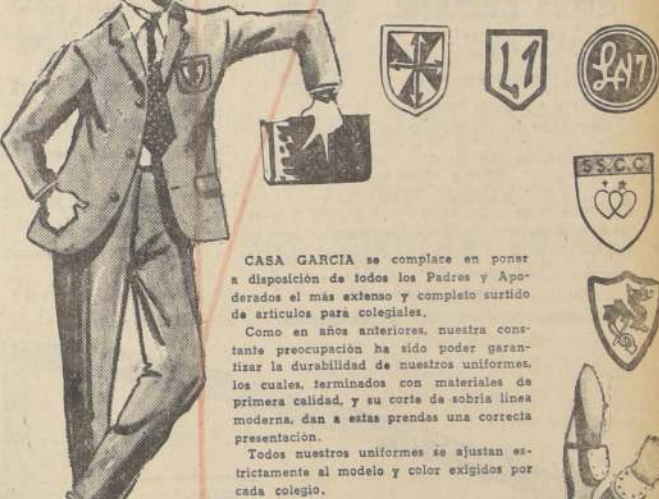 L1
LN7
SS.C.C.
CASA GARCIA se complace en poner
a disposición de todos los Padres y Apo-
derados el más extenso y completo surtido
de artículos para colegiales.
Como en años anteriores, nuestra cons-
tante preocupación ha sido poder garan-
tizar la durabilidad de nuestros uniformes,
los cuales, terminados con materiales de
primera calidad, y su corte de sobria línea
moderna, dan a estas prendas una correcta
presentación.
Todos nuestros uniformes se ajustan es-
trictamente al modelo y color exigidos por
cada colegio.